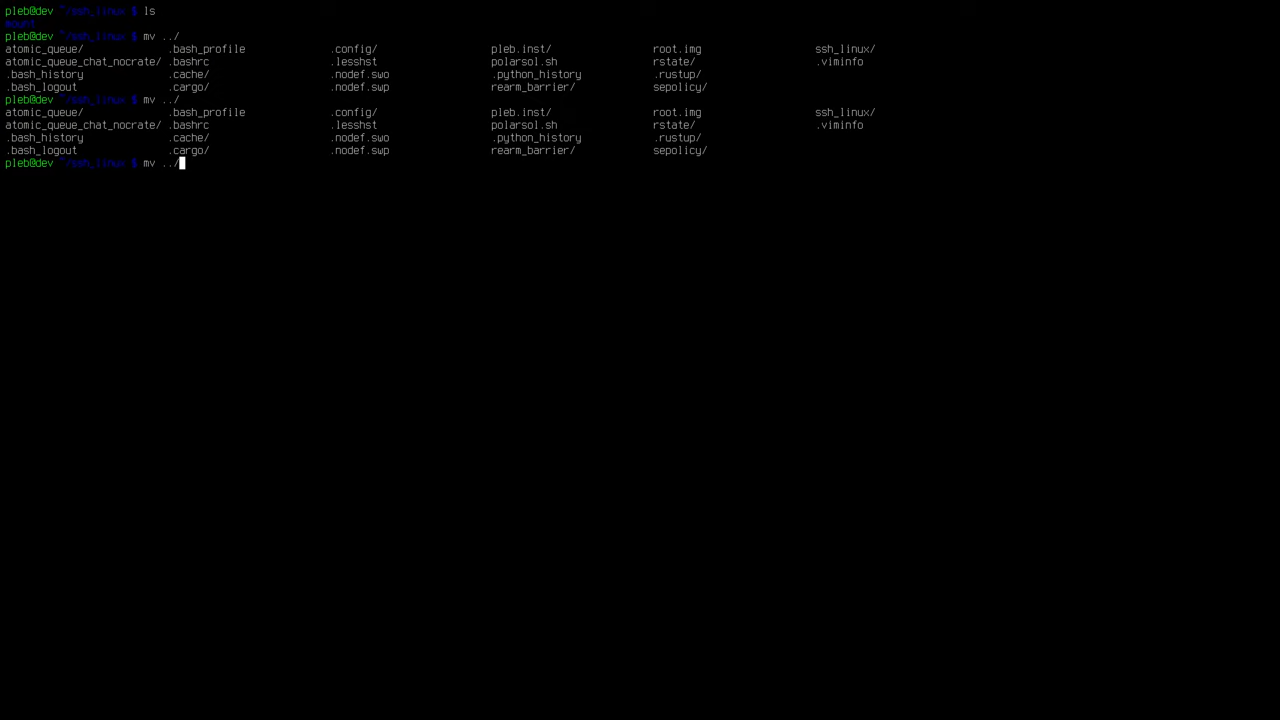 pleb@dev ~/ssh_linux $ ls
mount
pleb@dev ~/ssh_linux $ mv ../
atomic_queue/ .bash_profile .config/ pleb.inst/ root.img ssh_linux/
atomic_queue_chat_nocrate/ .bashrc .lesshst polarsol.sh rstate/ .viminfo
.bash_history .cache/ .nodef.swo .python_history .rustup/
.bash_logout .cargo/ .nodef.swp rearm_barrier/ sepolicy/
pleb@dev ~/ssh_linux $ mv ../
atomic_queue/ .bash_profile .config/ pleb.inst/ root.img ssh_linux/
atomic_queue_chat_nocrate/ .bashrc .lesshst polarsol.sh rstate/ .viminfo
.bash_history .cache/ .nodef.swo .python_history .rustup/
.bash_logout .cargo/ .nodef.swp rearm_barrier/ sepolicy/
pleb@dev ~/ssh_linux $ mv ../